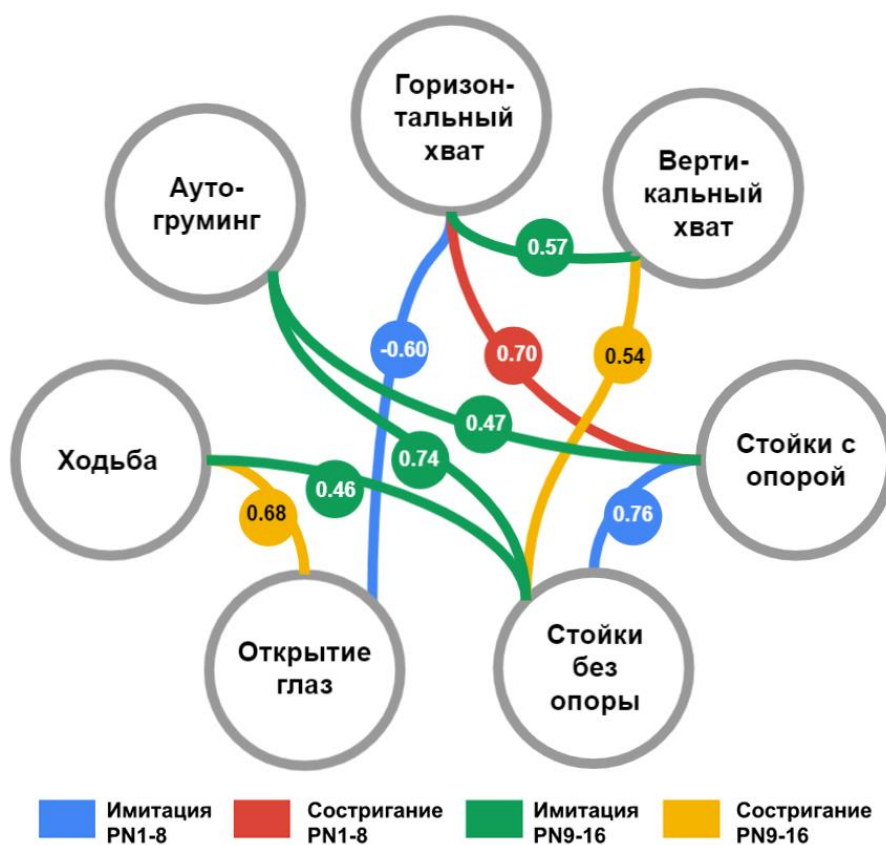 Горизон-
тальный
хват
Верти-
кальный
хват
Ауто-
груминг
0.57
-0.60
0.70
0.54
Ходьба
0.47
Стойки с
опорой
0.74
0.46
0.68
0.76
Открытие
глаз
Стойки
без
опоры
Имитация
PN1-8
Состригание
PN1-8
Имитация
PN9-16
Состригание
PN9-16